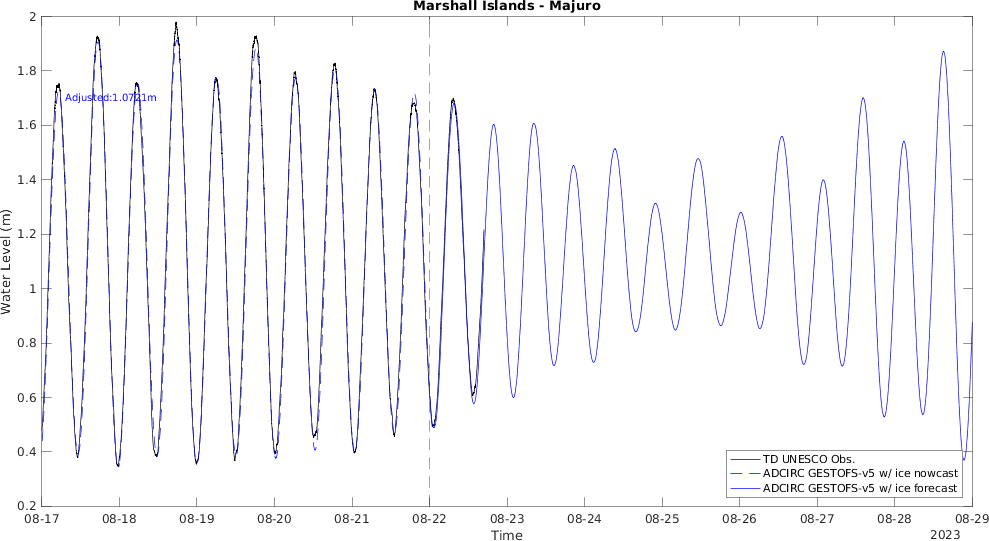 Marshall Islands - Majuro
2
1.8
1.6
1.4
1.2
1
0.8
0.6
0.4
0.2
Water Level (m)
Adjusted:1.0721m
TD UNESCO Obs.
ADCIRC GESTOFS-v5 w/ ice nowcast
ADCIRC GESTOFS-v5 w/ ice forecast
08-17 08-18 08-19 08-20 08-21 08-22 08-23 08-24 08-25 08-26 08-27 08-28 08-29
Time
2023